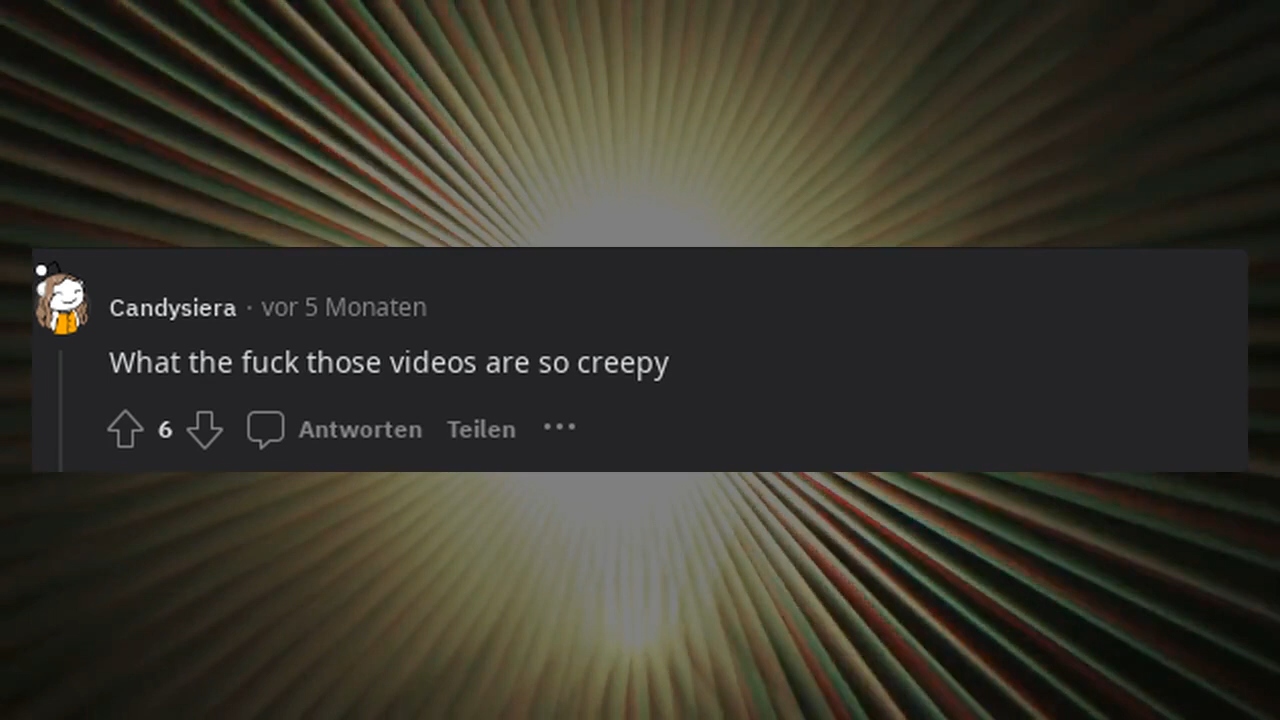 Candysiera · vor 5 Monaten
What the fuck those videos are so creepy
6 Antworten Teilen ···